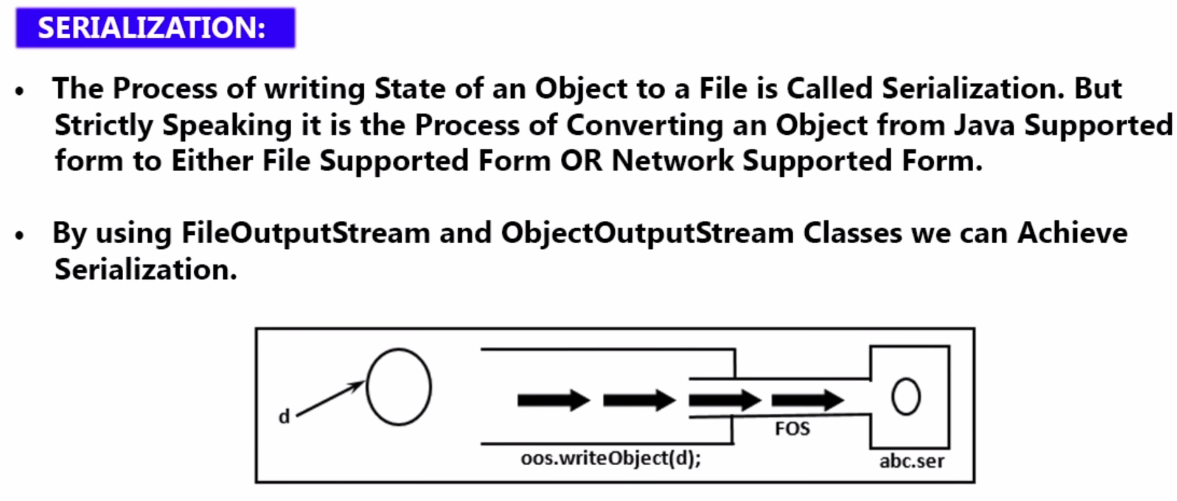 SERIALIZATION:
• The Process of writing State of an Object to a File is Called Serialization. But
Strictly Speaking it is the Process of Converting an Object from Java Supported
form to Either File Supported Form OR Network Supported Form.
• By using FileOutputStream and ObjectOutputStream Classes we can Achieve
Serialization.
d
FOS
oos.writeObject(d);
abc.ser